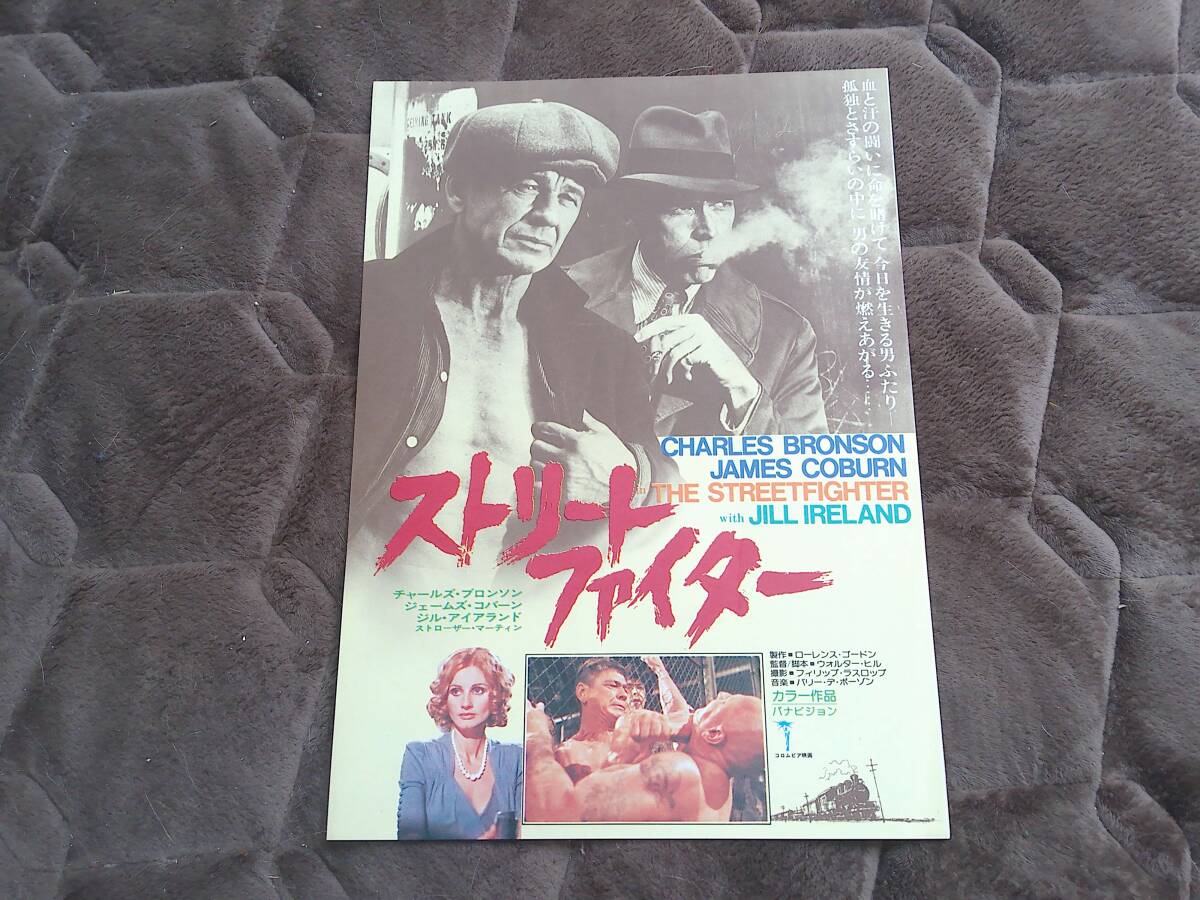 血と汗の闘いに命を賭けて 今日を生きる男ふたり—
孤独とさすらいの中に 男の友情が燃えあがる……
CHARLES BRONSON
JAMES COBURN
in THE STREETFIGHTER
with JILL IRELAND
ストリート
ファイター
チャールズ・ブロンソン
ジェームズ・コバーン
ジル・アイアランド
ストローザー・マーティン
製作■ローレンス・ゴードン
監督/脚本■ウォルター・ヒル
撮影■フィリップ・ラスロップ
音楽■バリー・デ・ボーゾン
カラー作品
パナビジョン
コロムビア映画